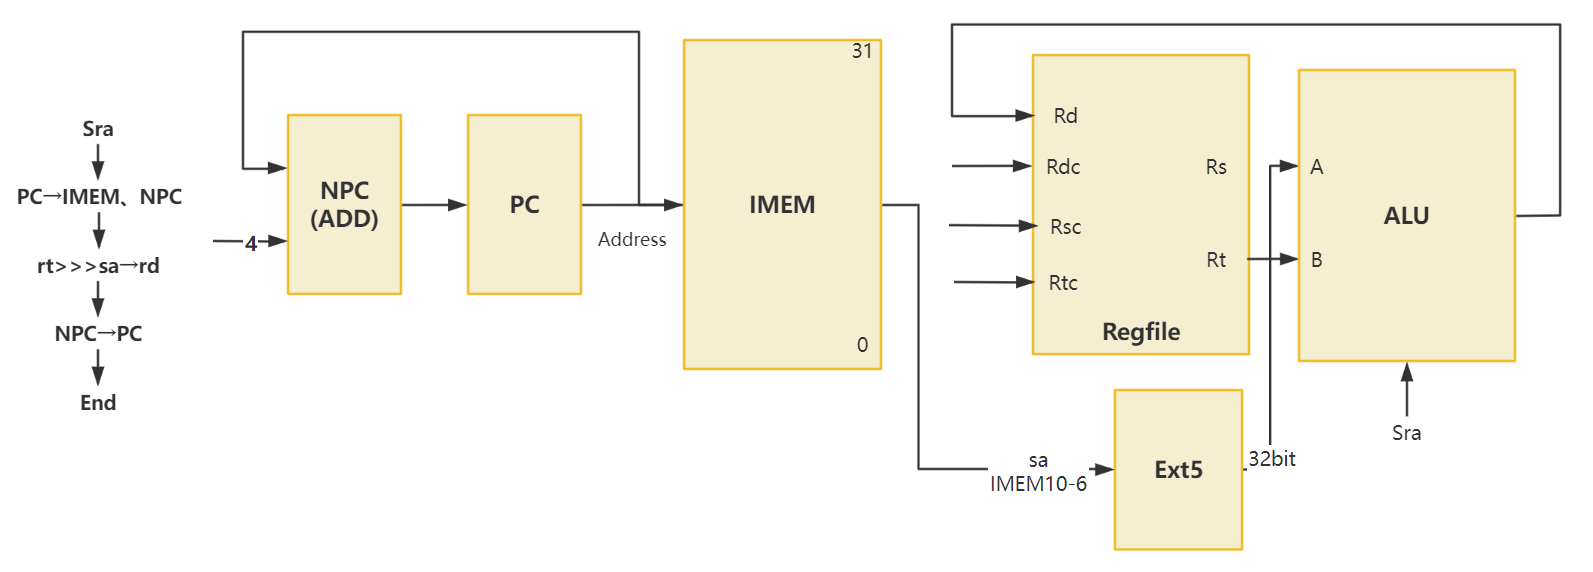 Sra
PC→IMEM、NPC
rt>>>sa→rd
NPC→PC
End
4
NPC
(ADD)
PC
Address
31
IMEM
0
Rd
Rdc
Rsc
Rtc
Rs
Rt
Regfile
A
B
ALU
Sra
sa
IMEM10-6
Ext5
32bit